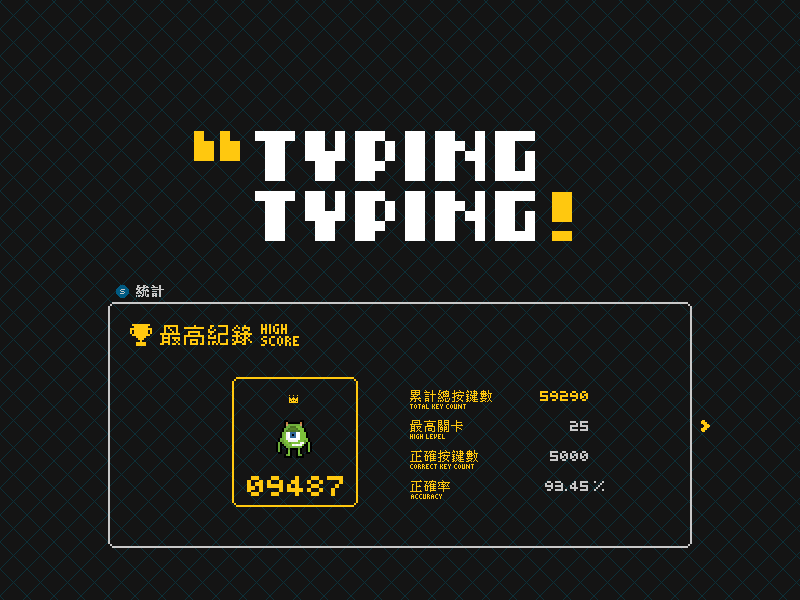 “TYPING
TYPING!
S 統計
最高紀錄 HIGH SCORE
09487
累計總按鍵數 59290
TOTAL KEY COUNT
最高關卡 25
HIGH LEVEL
正確按鍵數 5000
CORRECT KEY COUNT
正確率 93.45 %
ACCURACY